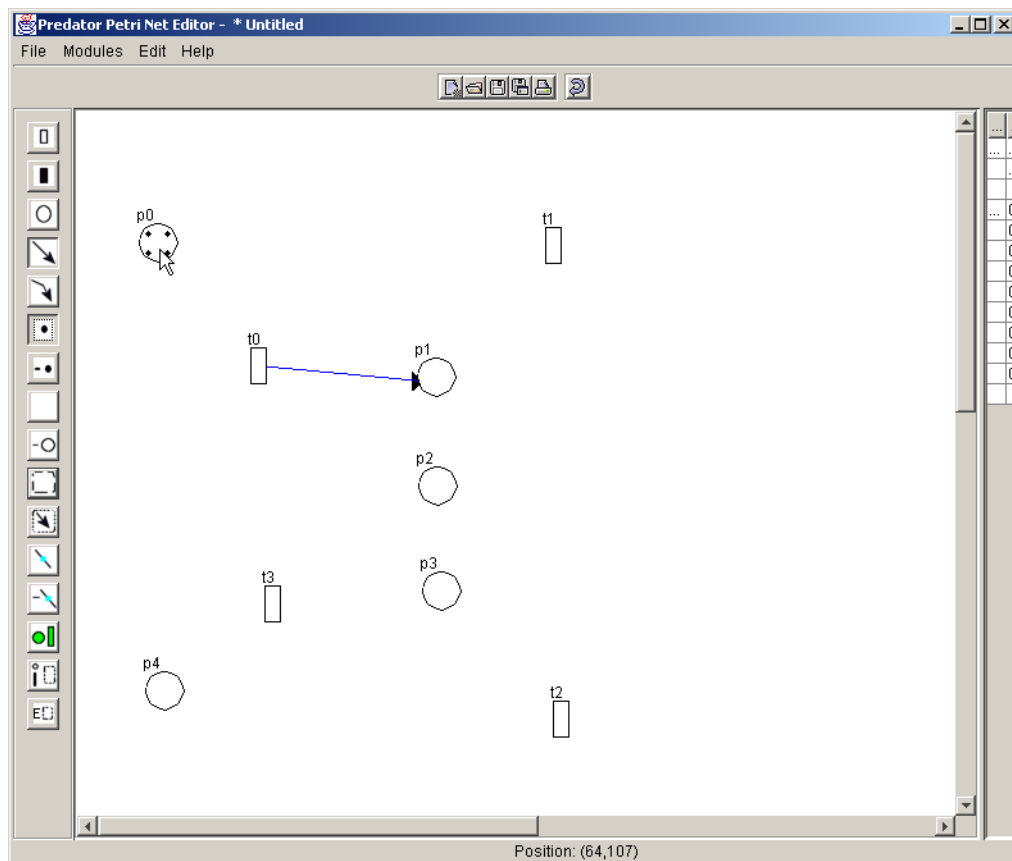 Predator Petri Net Editor - * Untitled
File Modules Edit Help
p0
t1
t0
p1
p2
p3
t3
p4
t2
E
...
...
...
Position: (64,107)